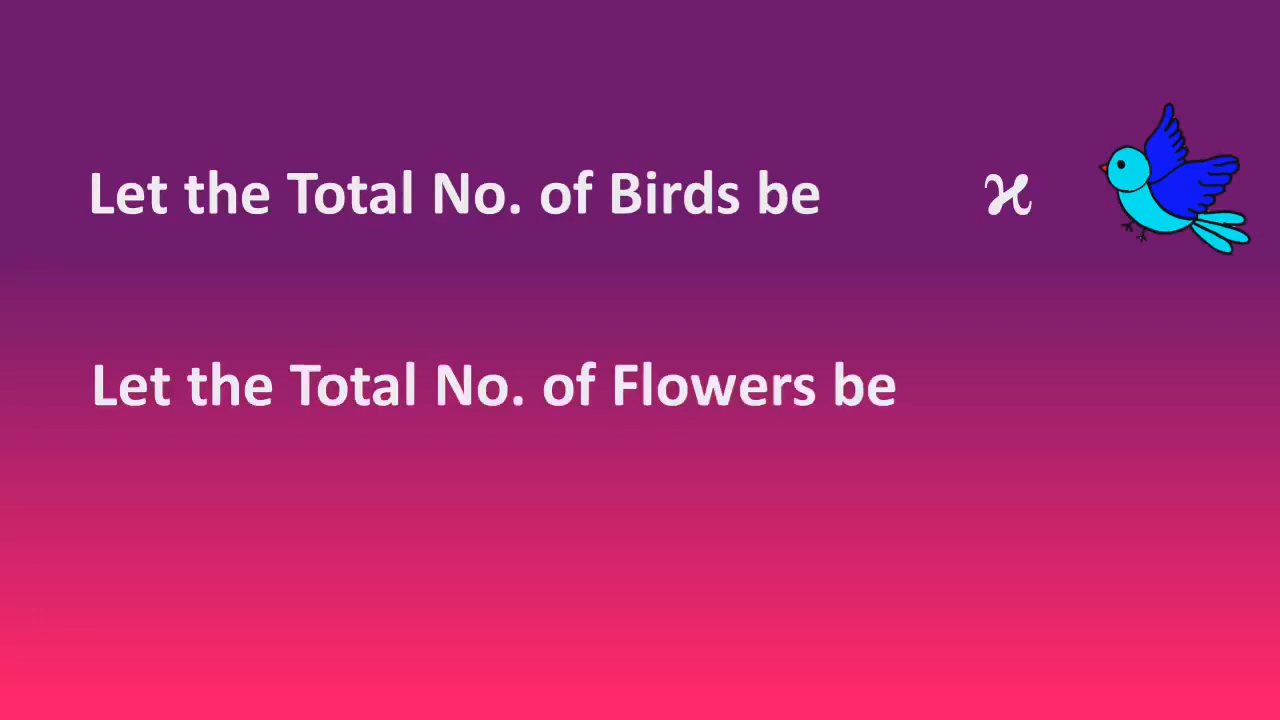 Let the Total No. of Birds be x
Let the Total No. of Flowers be